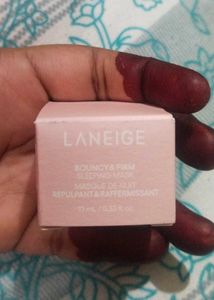 LANEIGE
BOUNCY & FIRM
SLEEPING MASK
MASQUE DE NUIT
REPULPANT & RAFFERMISSANT
10 mL / 0.33 fl. oz.